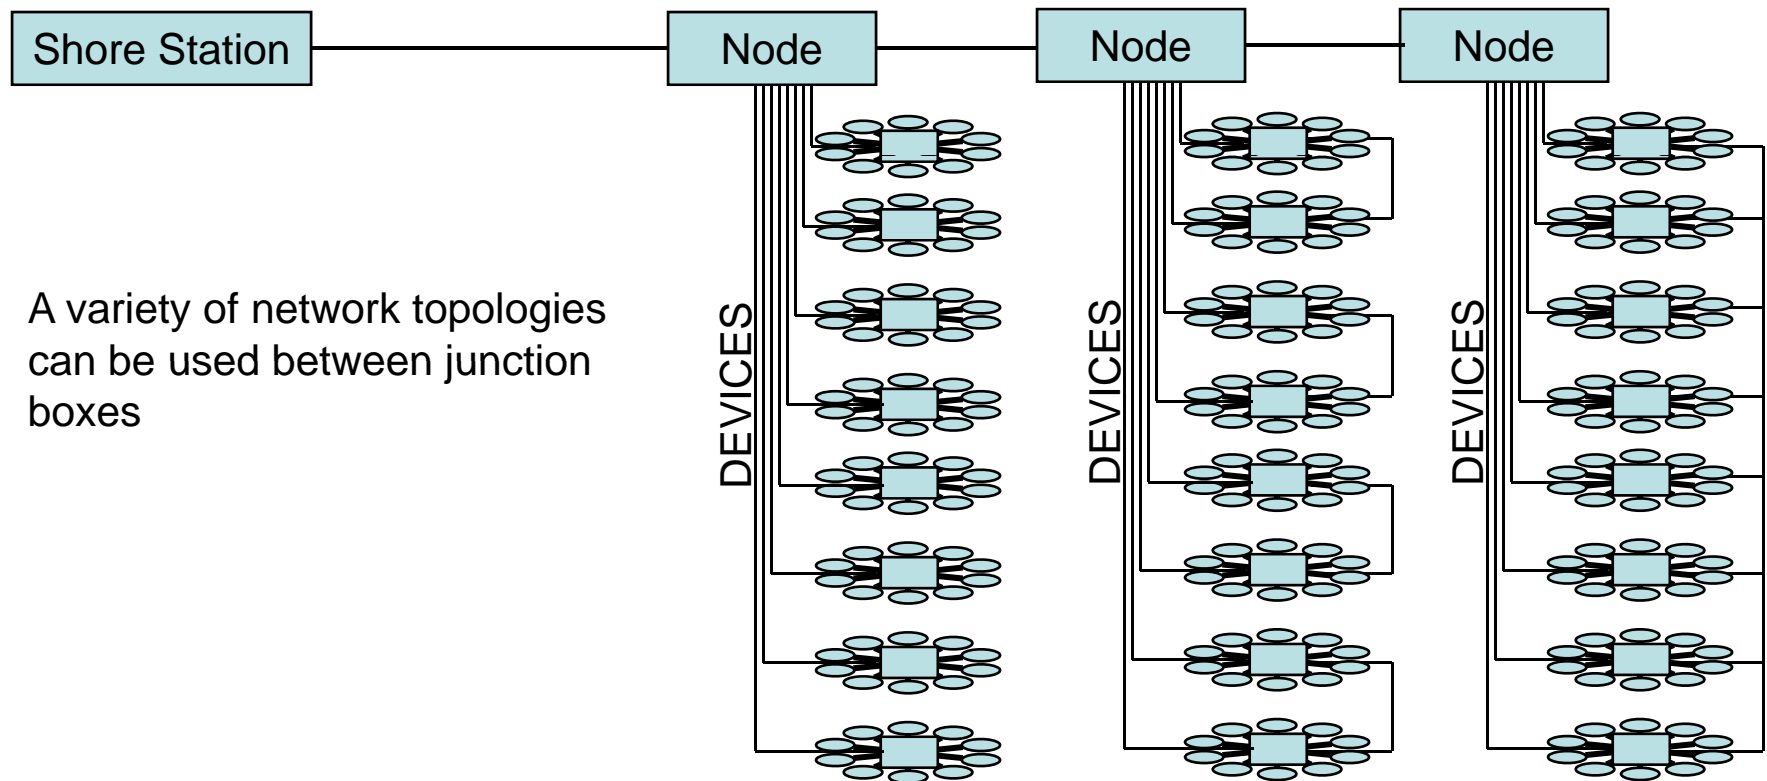 Shore Station
Node
Node
Node
A variety of network topologies
can be used between junction
boxes
DEVICES
DEVICES
DEVICES